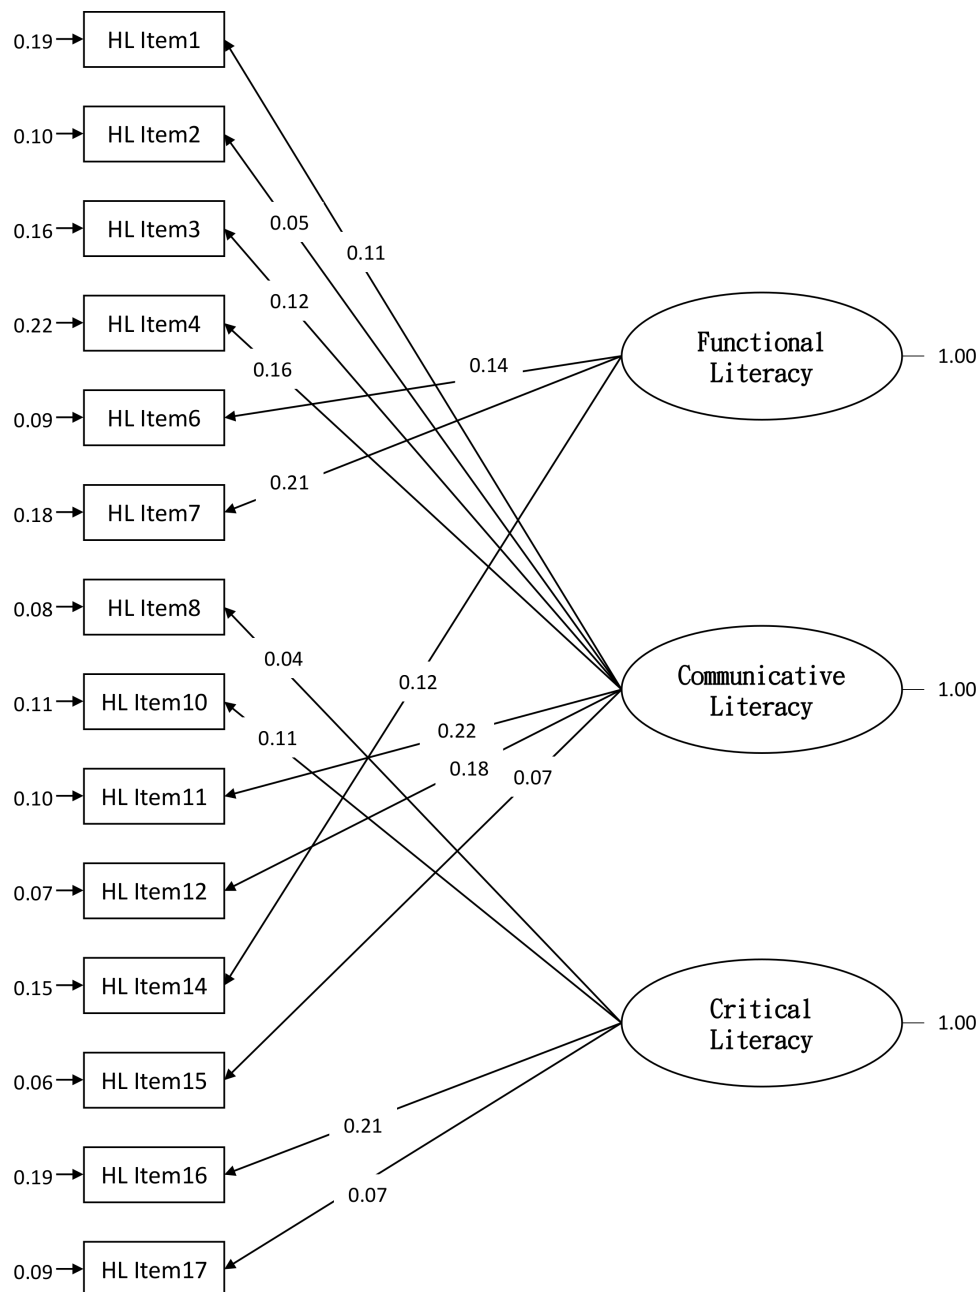 0.19 HL Item1
0.10 HL Item2
0.05
0.16 HL Item3
0.11
0.12
0.22 HL Item4
Functional
Literacy
1.00
0.16
0.14
0.09 HL Item6
0.21
0.18 HL Item7
0.08 HL Item8
0.04
0.12
Communicative
Literacy
1.00
0.11 HL Item10
0.11
0.22
0.18
0.07
0.10 HL Item11
0.07 HL Item12
0.15 HL Item14
Critical
Literacy
1.00
0.06 HL Item15
0.21
0.19 HL Item16
0.07
0.09 HL Item17